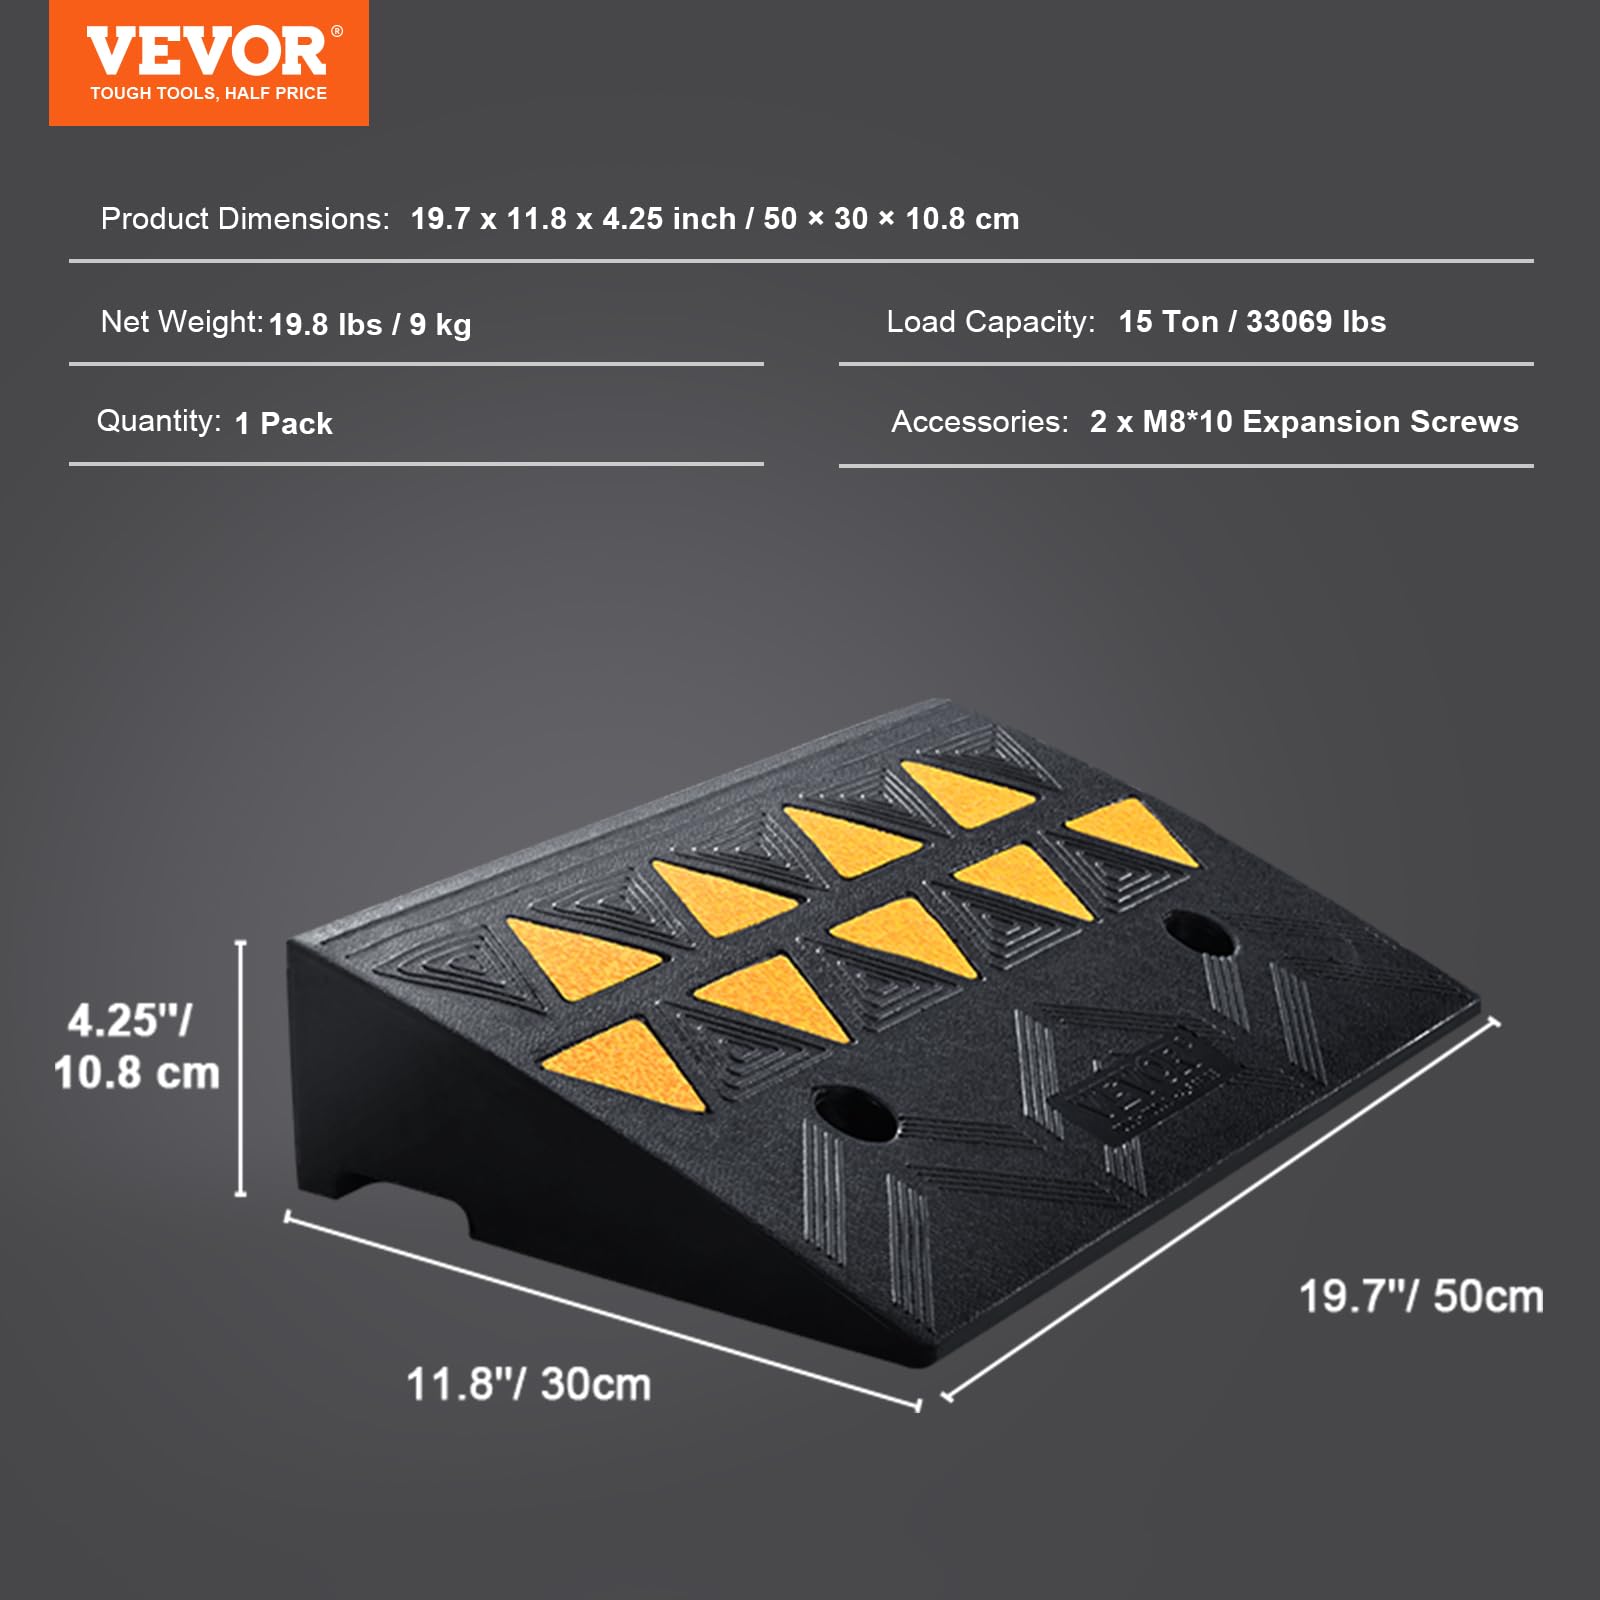 VEVOR®
TOUGH TOOLS, HALF PRICE
Product Dimensions: 19.7 x 11.8 x 4.25 inch / 50 × 30 × 10.8 cm
Net Weight: 19.8 lbs / 9 kg
Load Capacity: 15 Ton / 33069 lbs
Quantity: 1 Pack
Accessories: 2 x M8*10 Expansion Screws
4.25"/
10.8 cm
VEVOR
19.7"/ 50cm
11.8"/ 30cm